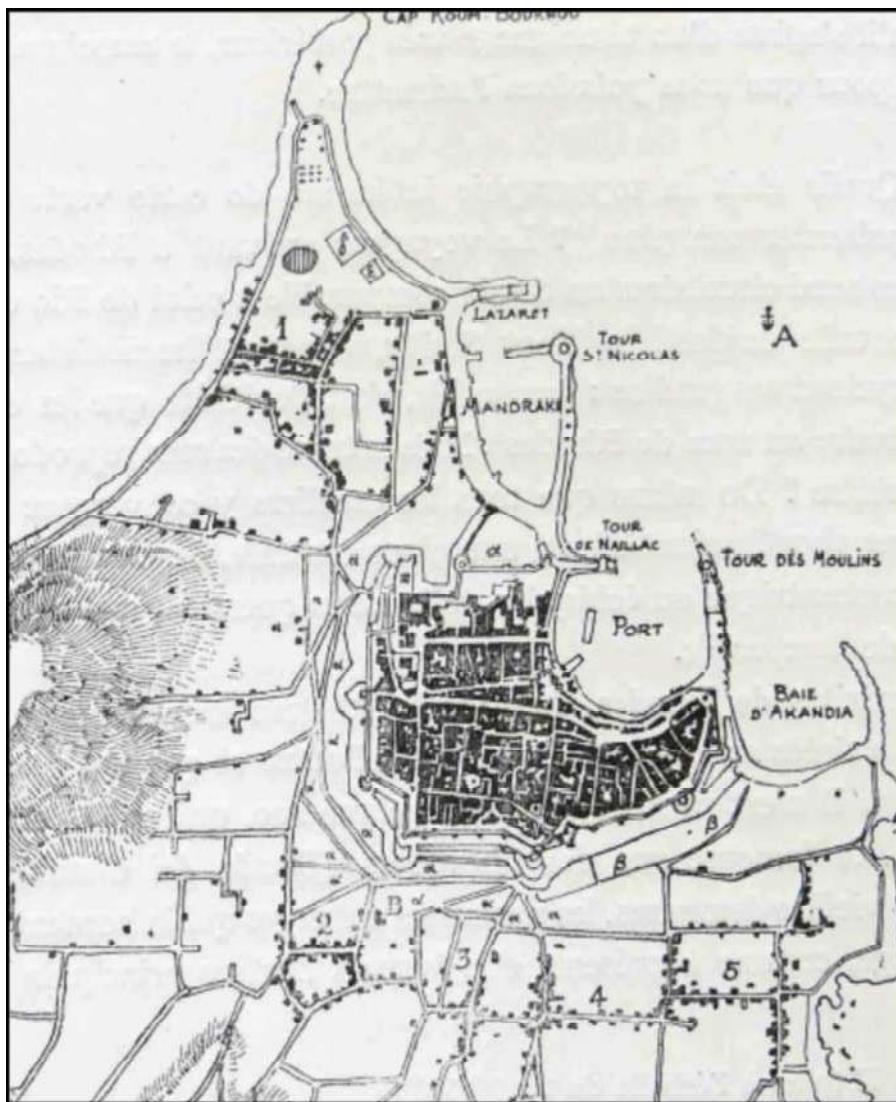 CAP KOUM-BOURNOU
1
LAZARET
TOUR
ST NICOLAS
A
MANDRAKI
α
α
TOUR
DE NAILLAC
TOUR DES MOULINS
PORT
BAIE
D'AKANDIA
α
α
α
α
β
β
α
α
B
α
α
α
α
2
3
4
5